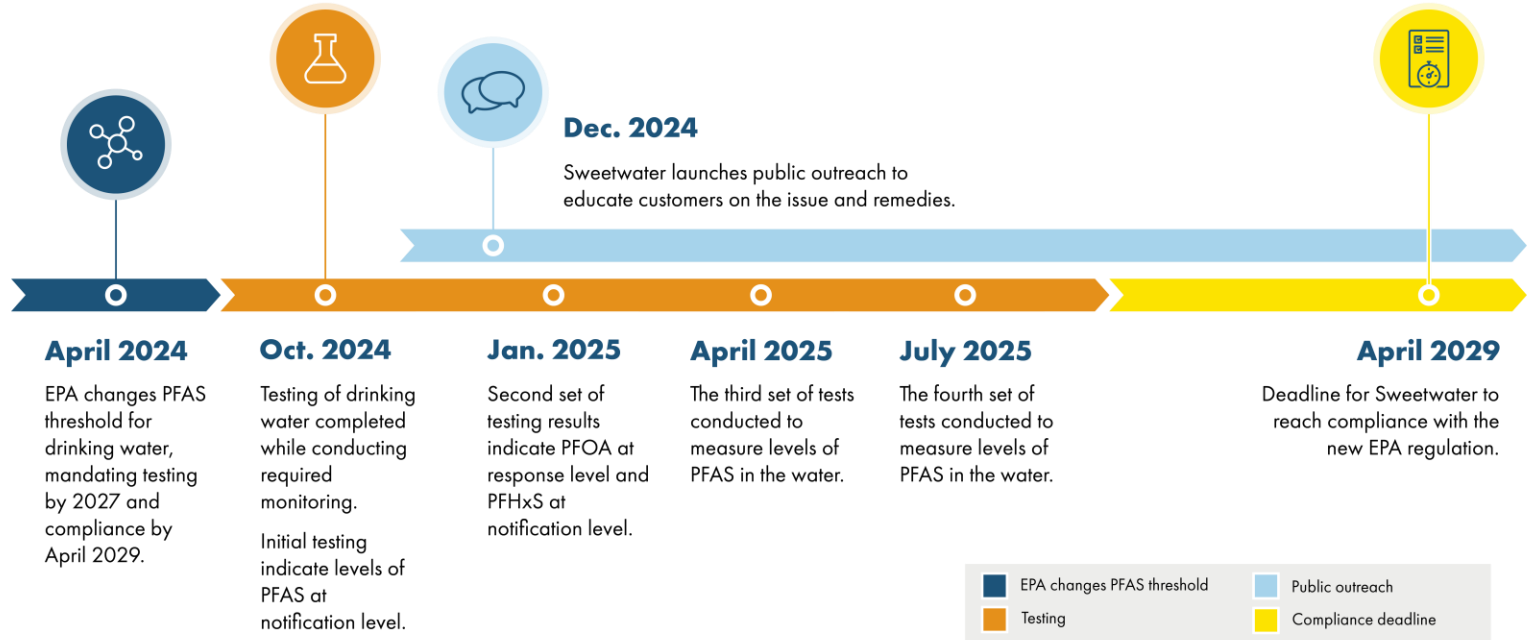 Dec. 2024
Sweetwater launches public outreach to
educate customers on the issue and remedies.
April 2024
EPA changes PFAS
threshold for
drinking water,
mandating testing
by 2027 and
compliance by
April 2029.
Oct. 2024
Testing of drinking
water completed
while conducting
required
monitoring.
Initial testing
indicate levels of
PFAS at
notification level.
Jan. 2025
Second set of
testing results
indicate PFOA at
response level and
PFHxS at
notification level.
April 2025
The third set of tests
conducted to
measure levels of
PFAS in the water.
July 2025
The fourth set of
tests conducted to
measure levels of
PFAS in the water.
April 2029
Deadline for Sweetwater to
reach compliance with the
new EPA regulation.
EPA changes PFAS threshold
Testing
Public outreach
Compliance deadline